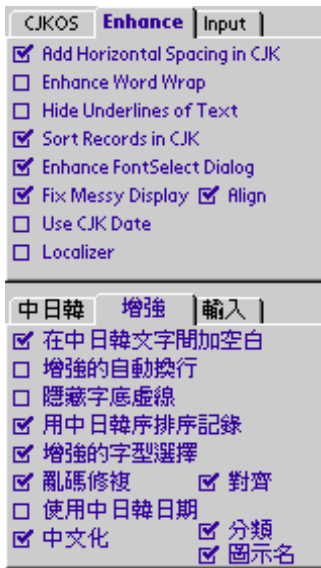 CJKOS Enhance Input
Add Horizontal Spacing in CJK
Enhance Word Wrap
Hide Underlines of Text
Sort Records in CJK
Enhance FontSelect Dialog
Fix Messy Display Align
Use CJK Date
Localizer
中日韓 增強 輸入
在中日韓文字間加空白
增強的自動換行
隱藏字底虛線
用中日韓序排序記錄
增強的字型選擇
亂碼修複 對齊
使用中日韓日期
中文化 分類
圖示名